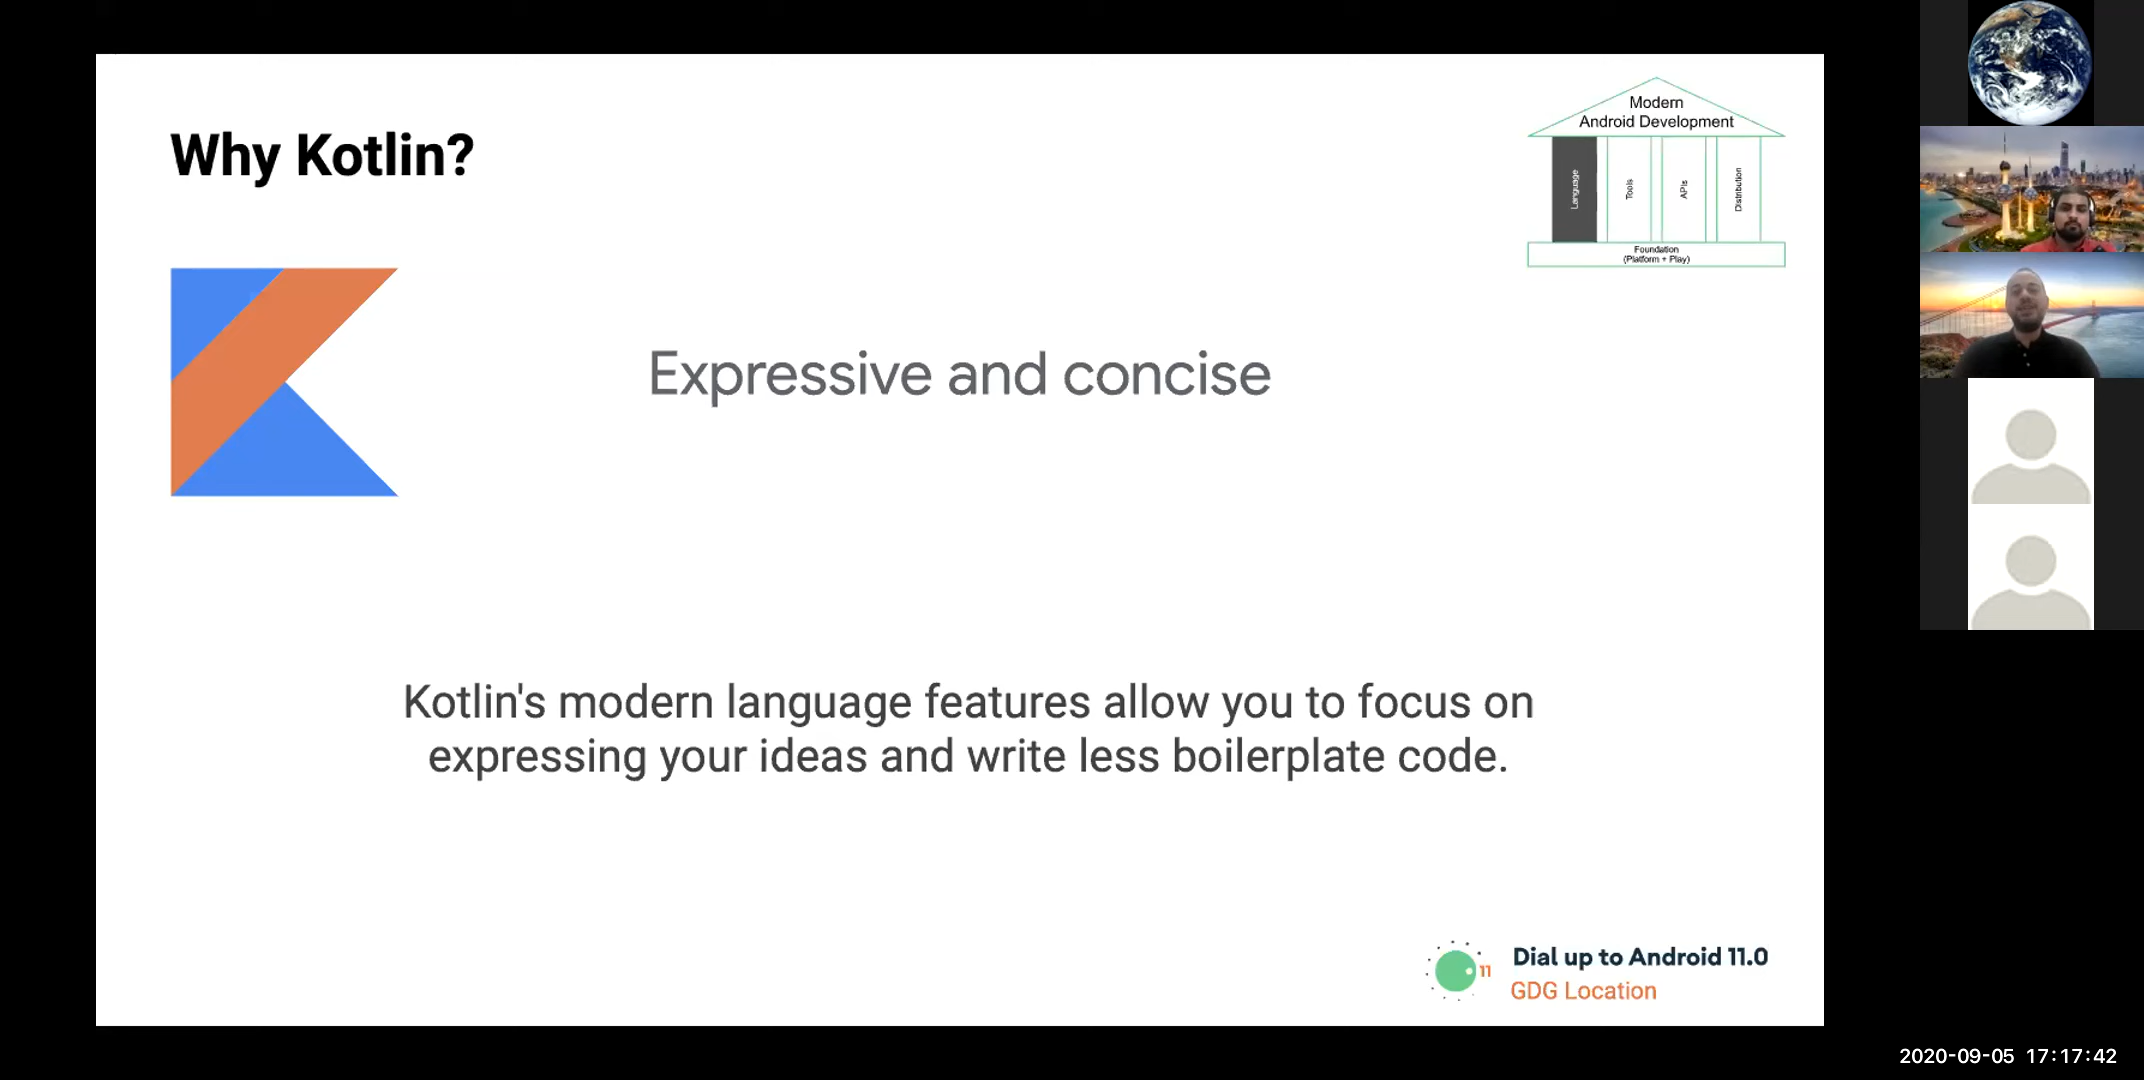 Why Kotlin?
Modern
Android Development
Language
Tools
APIs
Distribution
Foundation
(Platform + Play)
Expressive and concise
Kotlin's modern language features allow you to focus on
expressing your ideas and write less boilerplate code.
11
Dial up to Android 11.0
GDG Location
2020-09-05 17:17:42